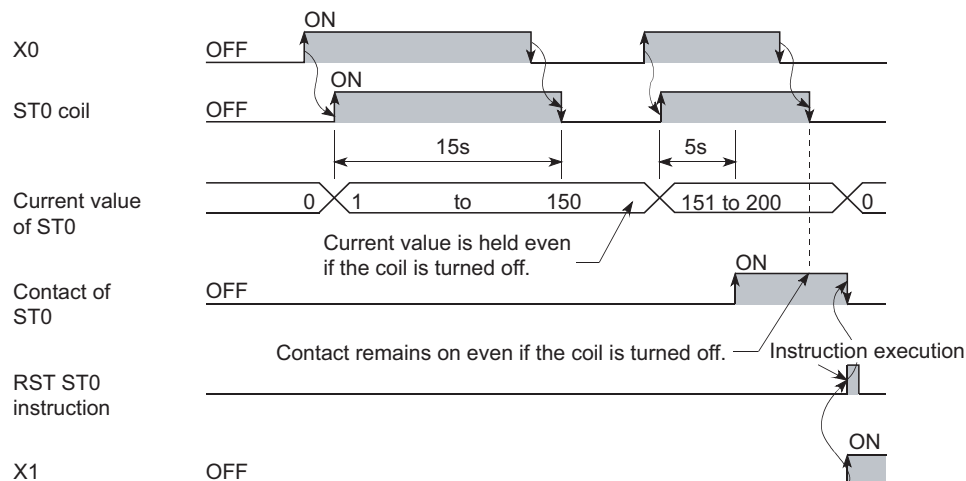 ON
X0
OFF
ON
ST0 coil
OFF
15s
5s
Current value
of ST0
0
1 to 150
151 to 200
0
Current value is held even
if the coil is turned off.
ON
Contact of
ST0
OFF
Contact remains on even if the coil is turned off.
Instruction execution
RST ST0
instruction
ON
X1
OFF